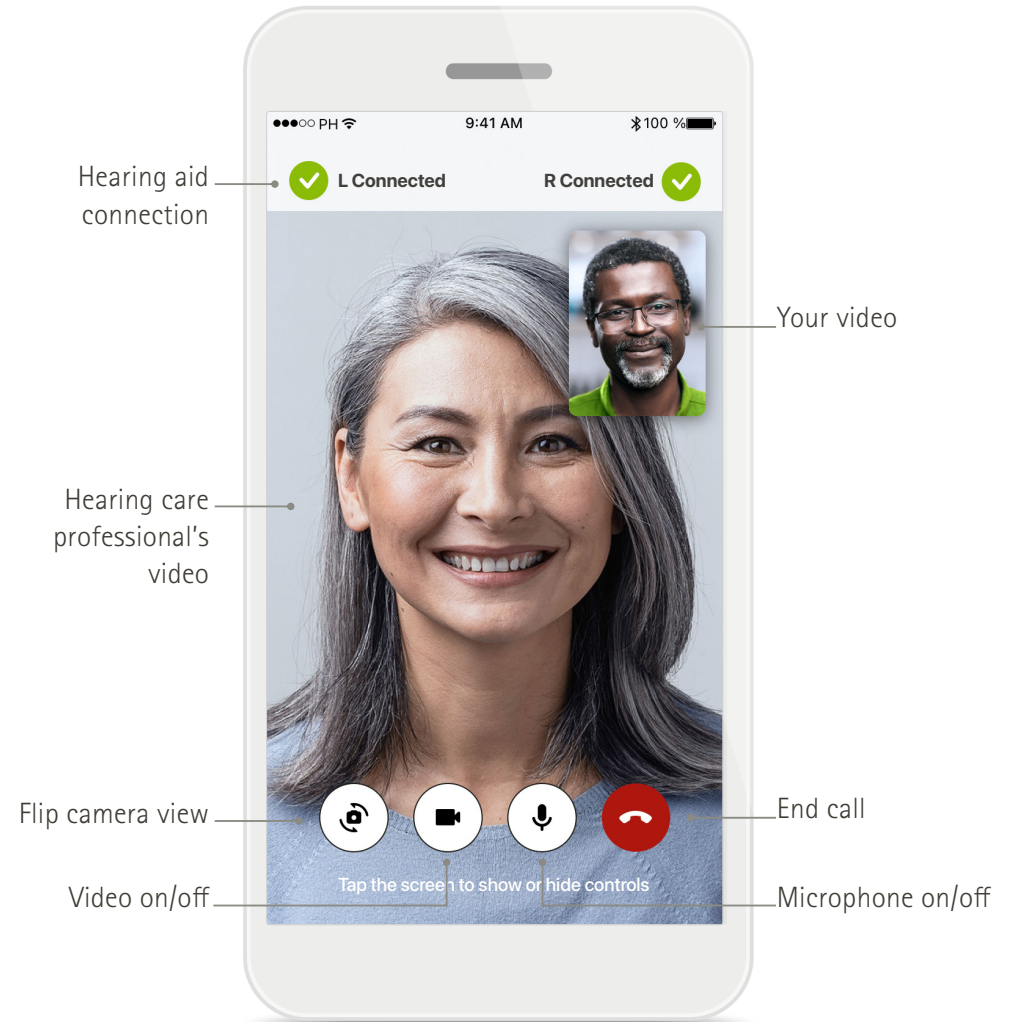 PH
9:41 AM
100 %
L Connected
R Connected
Hearing aid
connection
Your video
Hearing care
professional's
video
Flip camera view
End call
Tap the screen to show or hide controls
Video on/off
Microphone on/off